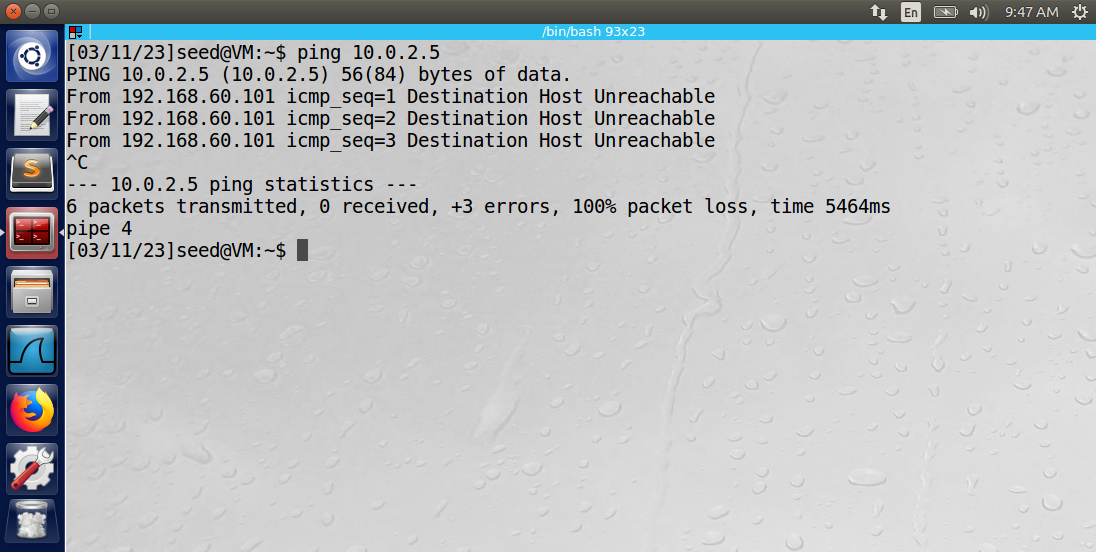 En
9:47 AM
/bin/bash 93x23
[03/11/23]seed@VM:~$ ping 10.0.2.5
PING 10.0.2.5 (10.0.2.5) 56(84) bytes of data.
From 192.168.60.101 icmp_seq=1 Destination Host Unreachable
From 192.168.60.101 icmp_seq=2 Destination Host Unreachable
From 192.168.60.101 icmp_seq=3 Destination Host Unreachable
^C
--- 10.0.2.5 ping statistics ---
6 packets transmitted, 0 received, +3 errors, 100% packet loss, time 5464ms
pipe 4
[03/11/23]seed@VM:~$